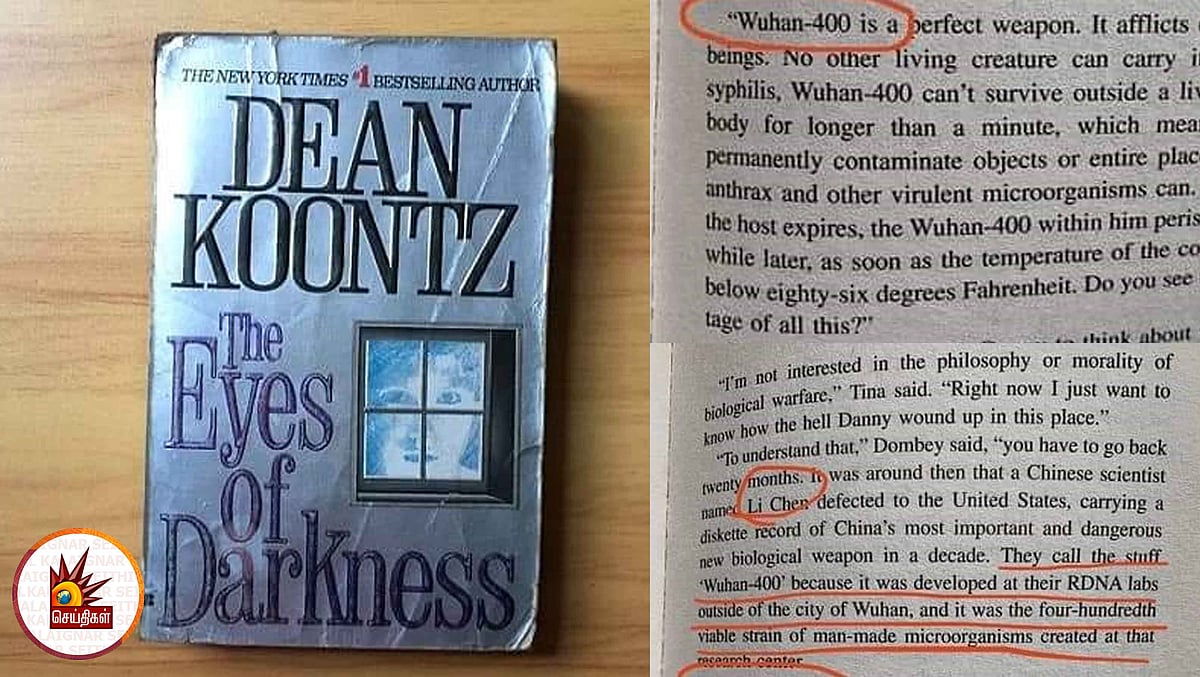 THE NEW YORK TIMES #1 BESTSELLING AUTHOR
DEAN
KOONTZ
The
Eyes
of
Darkness
செய்திகள்
“Wuhan-400 is a perfect weapon. It afflicts
beings. No other living creature can carry
syphilis, Wuhan-400 can’t survive outside a
body for longer than a minute, which
permanently contaminate objects or entire
anthrax and other virulent microorganisms can.
the host expires, the Wuhan-400 within him
while later, as soon as the temperature of the
below eighty-six degrees Fahrenheit. Do you see
tage of all this?”
to think about
“I’m not interested in the philosophy or morality of
biological warfare,” Tina said. “Right now I just want to
know how the hell Danny wound up in this place.”
“To understand that,” Dombey said, “you have to go back
twenty months. It was around then that a Chinese scientist
named Li Chen defected to the United States, carrying a
diskette record of China’s most important and dangerous
new biological weapon in a decade. They call the stuff
‘Wuhan-400’ because it was developed at their RDNA labs
outside of the city of Wuhan, and it was the four-hundredth
viable strain of man-made microorganisms created at that
research center